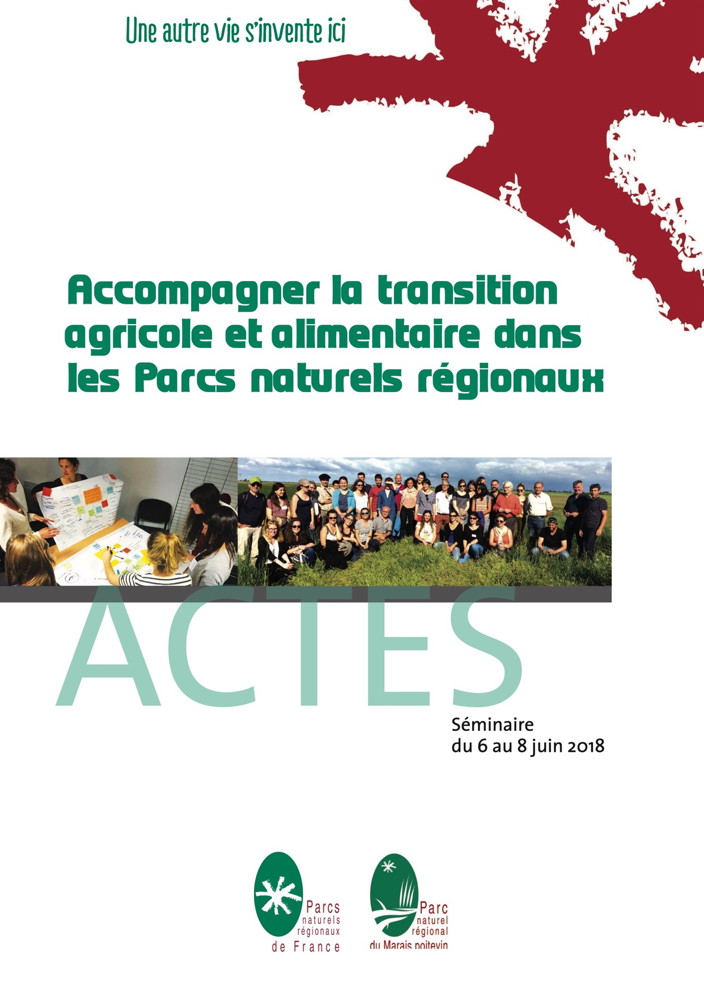 Une autre vie s'invente ici
Accompagner la transition
agricole et alimentaire dans
les Parcs naturels régionaux
ACTES
Séminaire
du 6 au 8 juin 2018
Parcs
naturels
régionaux
de France
Parc
naturel
régional
du Marais poitevin